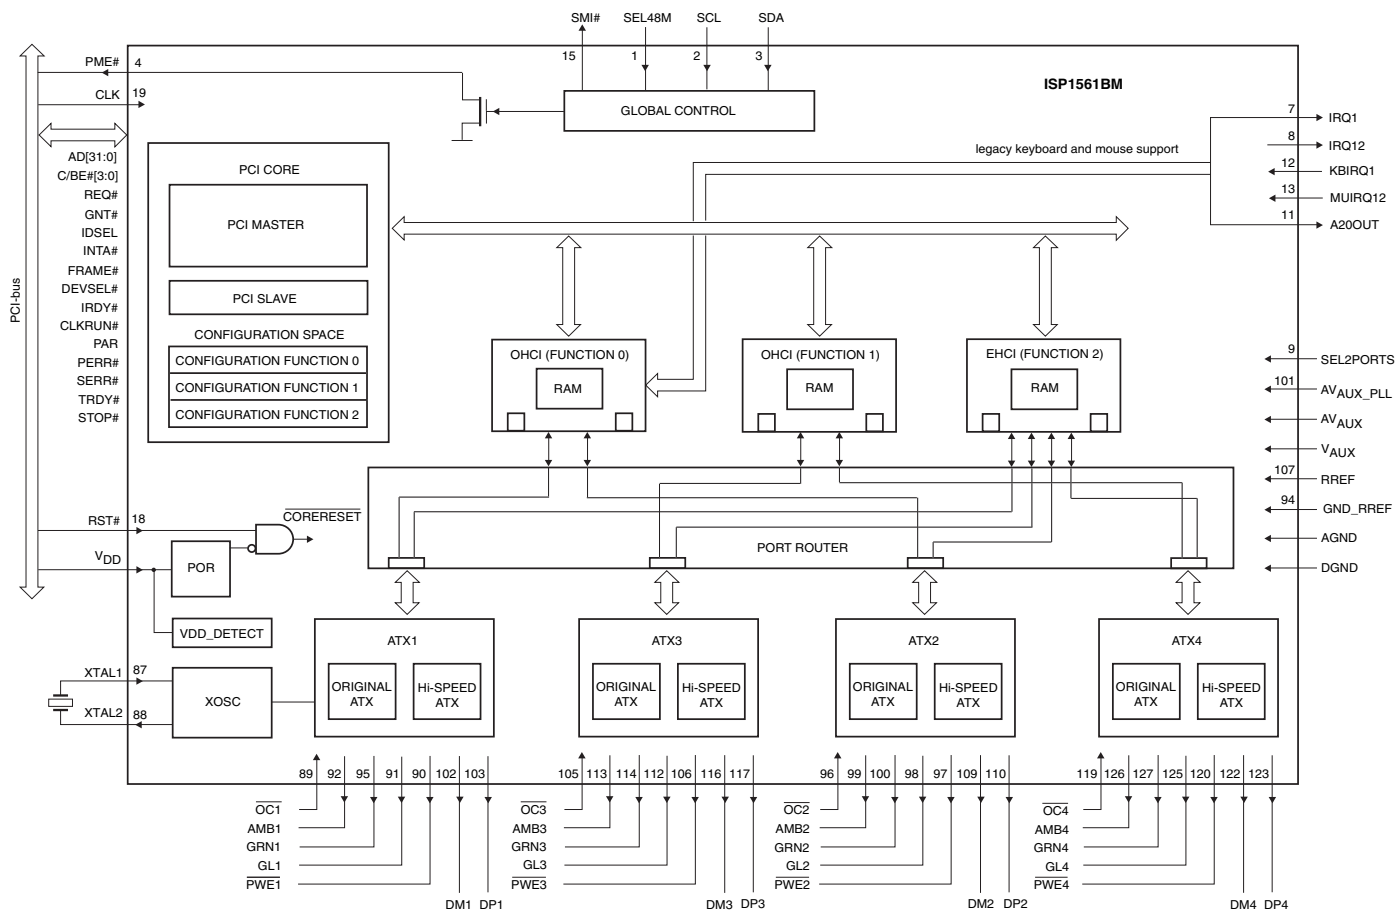 SMI# SEL48M SCL SDA
15 1 2 3
PME# 4
CLK 19
ISP1561BM
GLOBAL CONTROL
7 IRQ1
8 IRQ12
12 KBIRQ1
13 MUIRQ12
11 A20OUT
legacy keyboard and mouse support
PCI-bus
AD[31:0]
C/BE#[3:0]
REQ#
GNT#
IDSEL
INTA#
FRAME#
DEVSEL#
IRDY#
CLKRUN#
PAR
PERR#
SERR#
TRDY#
STOP#
PCI CORE
PCI MASTER
PCI SLAVE
CONFIGURATION SPACE
CONFIGURATION FUNCTION 0
CONFIGURATION FUNCTION 1
CONFIGURATION FUNCTION 2
OHCI (FUNCTION 0)
RAM
OHCI (FUNCTION 1)
RAM
EHCI (FUNCTION 2)
RAM
9 SEL2PORTS
101 AVAUX_PLL
AVAUX
VAUX
107 RREF
94 GND_RREF
AGND
DGND
RST# 18
CORERESET
VDD
POR
VDD_DETECT
PORT ROUTER
XTAL1 87
XTAL2 88
XOSC
ATX1
ORIGINAL ATX
Hi-SPEED ATX
ATX3
ORIGINAL ATX
Hi-SPEED ATX
ATX2
ORIGINAL ATX
Hi-SPEED ATX
ATX4
ORIGINAL ATX
Hi-SPEED ATX
89 92 95 91 90 102 103
OC1
AMB1
GRN1
GL1
PWE1
DM1 DP1
105 113 114 112 106 116 117
OC3
AMB3
GRN3
GL3
PWE3
DM3 DP3
96 99 100 98 97 109 110
OC2
AMB2
GRN2
GL2
PWE2
DM2 DP2
119 126 127 125 120 122 123
OC4
AMB4
GRN4
GL4
PWE4
DM4 DP4